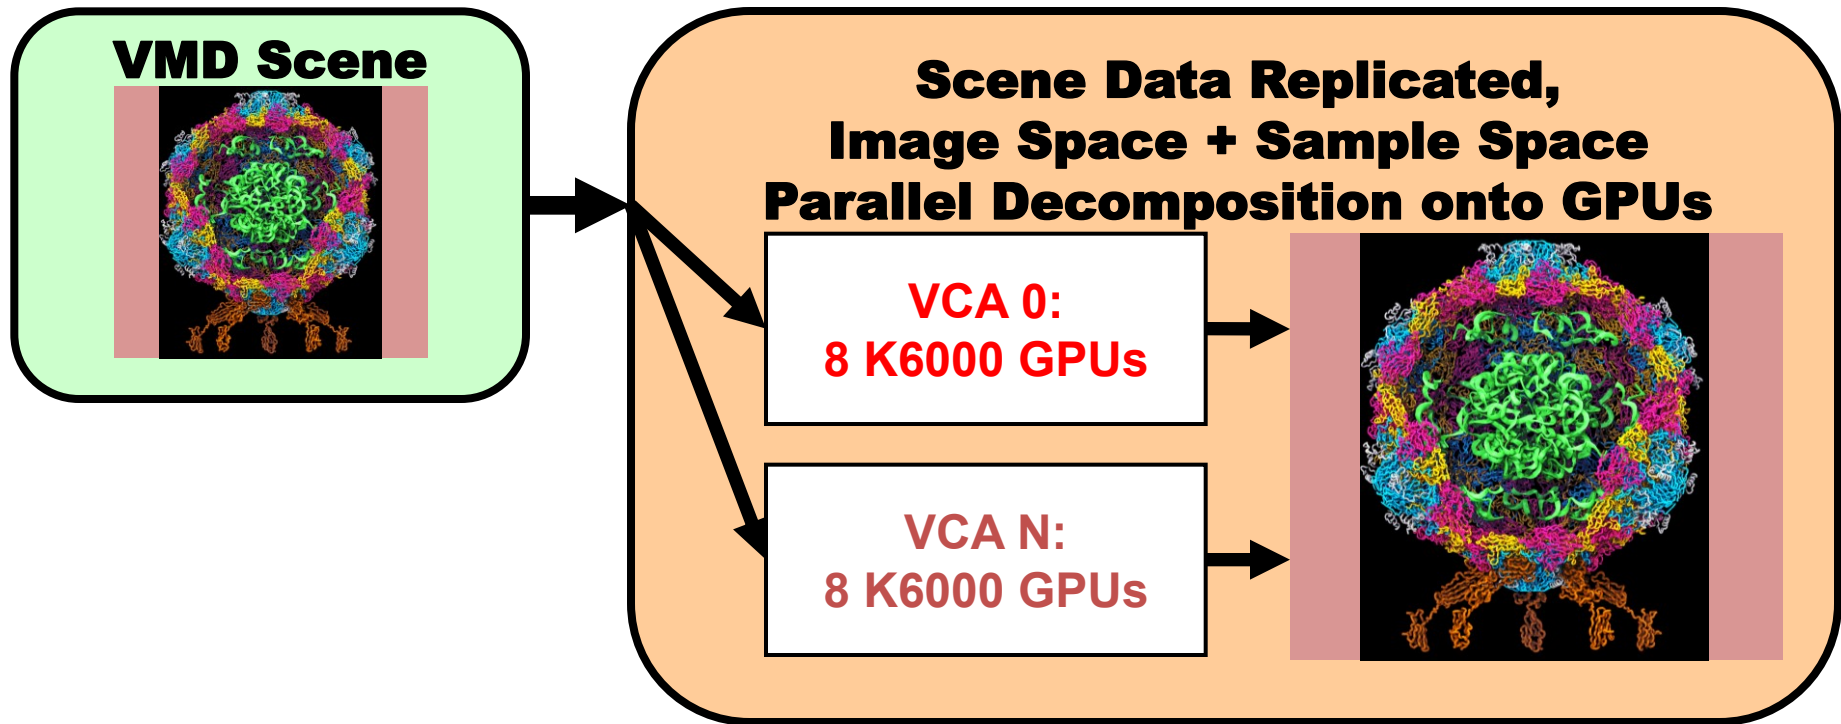 VMD Scene
Scene Data Replicated,
Image Space + Sample Space
Parallel Decomposition onto GPUs
VCA 0:
8 K6000 GPUs
VCA N:
8 K6000 GPUs